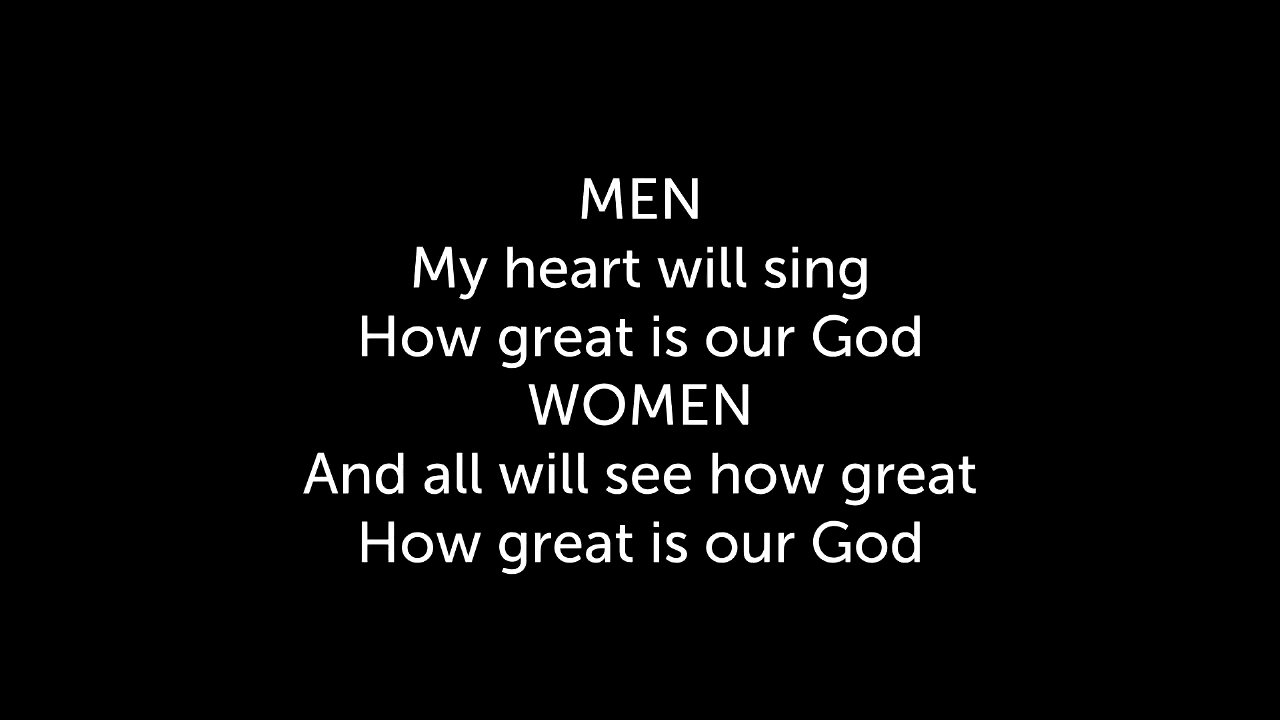 MEN
My heart will sing
How great is our God
WOMEN
And all will see how great
How great is our God